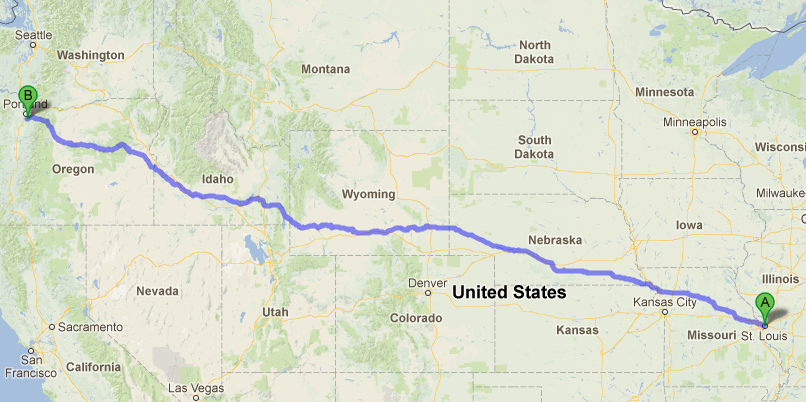 Seattle
Washington
Montana
North
Dakota
Minnesota
Minneapolis
B
Portland
Oregon
Idaho
Wyoming
South
Dakota
Wisconsin
Milwaukee
Iowa
Nebraska
Illinois
A
Nevada
Utah
Denver
United States
Colorado
Kansas City
Kansas
Missouri
St. Louis
Sacramento
San
Francisco
California
Las Vegas